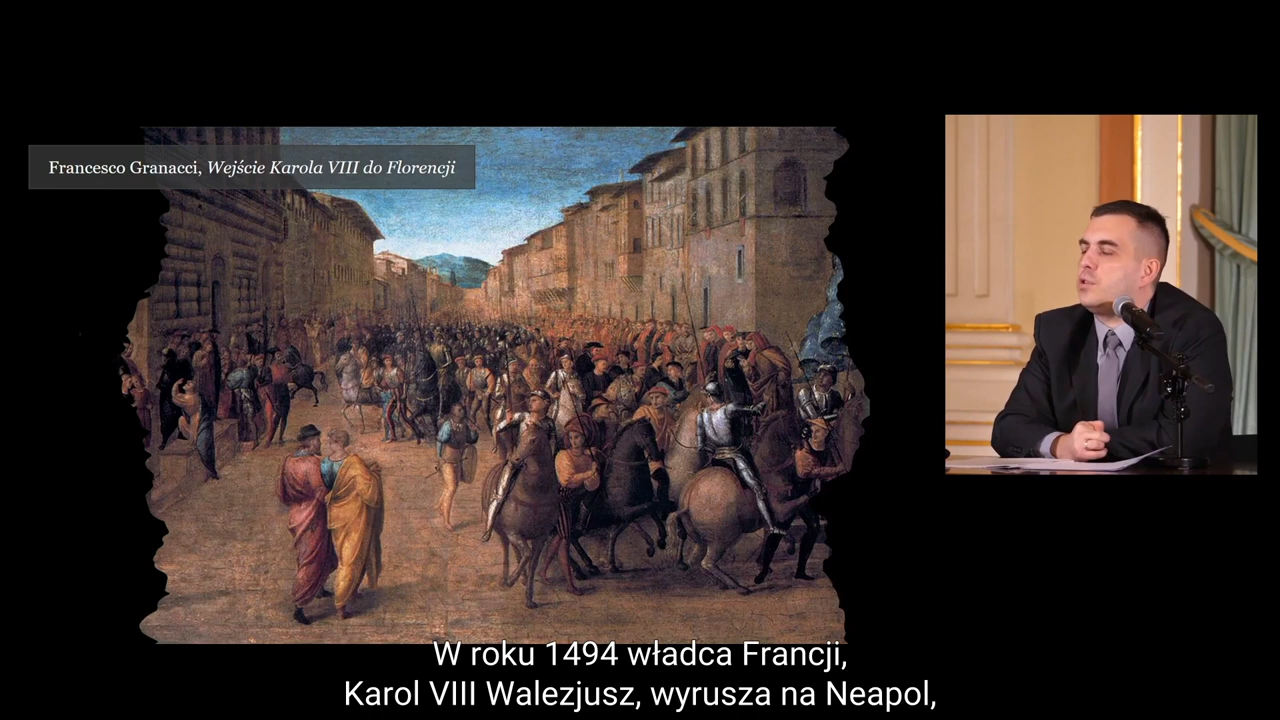 Francesco Granacci, Wejście Karola VIII do Florencji
W roku 1494 władca Francji,
Karol VIII Walezjusz, wyrusza na Neapol,